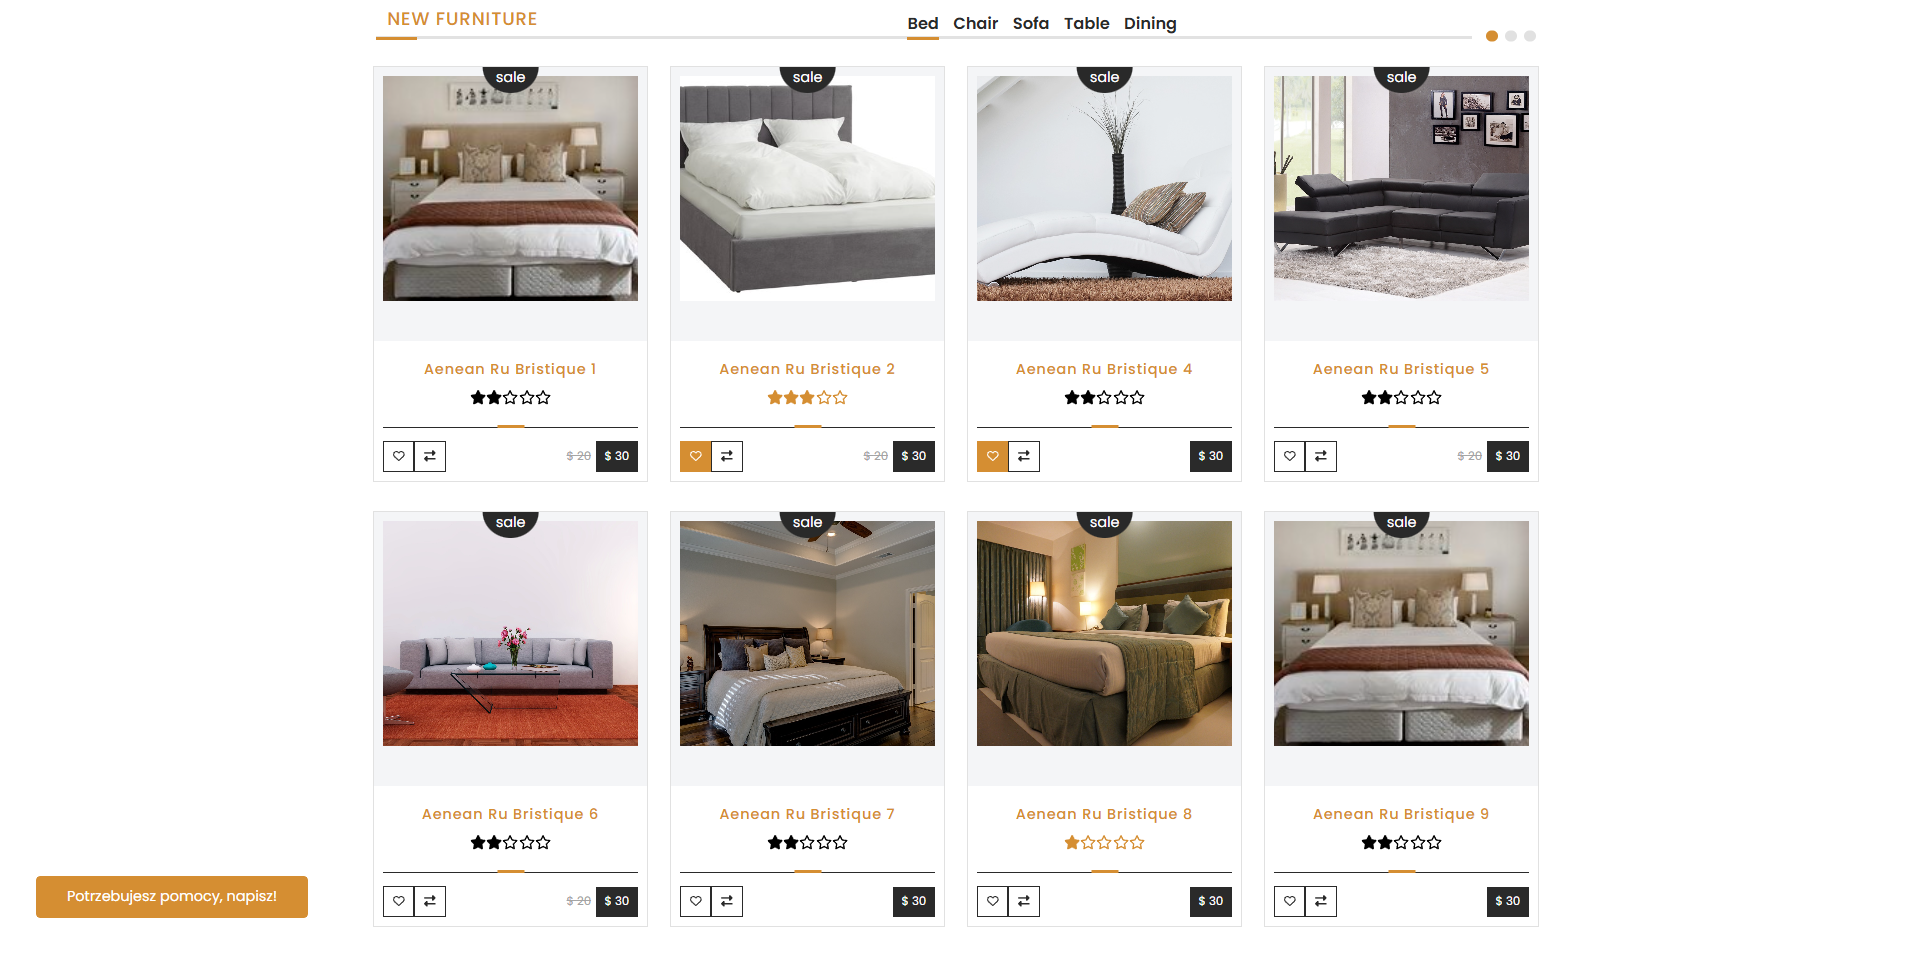 NEW FURNITURE
Bed Chair Sofa Table Dining
sale sale sale sale
Aenean Ru Bristique 1 Aenean Ru Bristique 2 Aenean Ru Bristique 4 Aenean Ru Bristique 5
$ 20 $ 30 $ 20 $ 30 $ 30 $ 20 $ 30
sale sale sale sale
Aenean Ru Bristique 6 Aenean Ru Bristique 7 Aenean Ru Bristique 8 Aenean Ru Bristique 9
Potrzebujesz pomocy, napisz!
$ 20 $ 30 $ 30 $ 30 $ 30